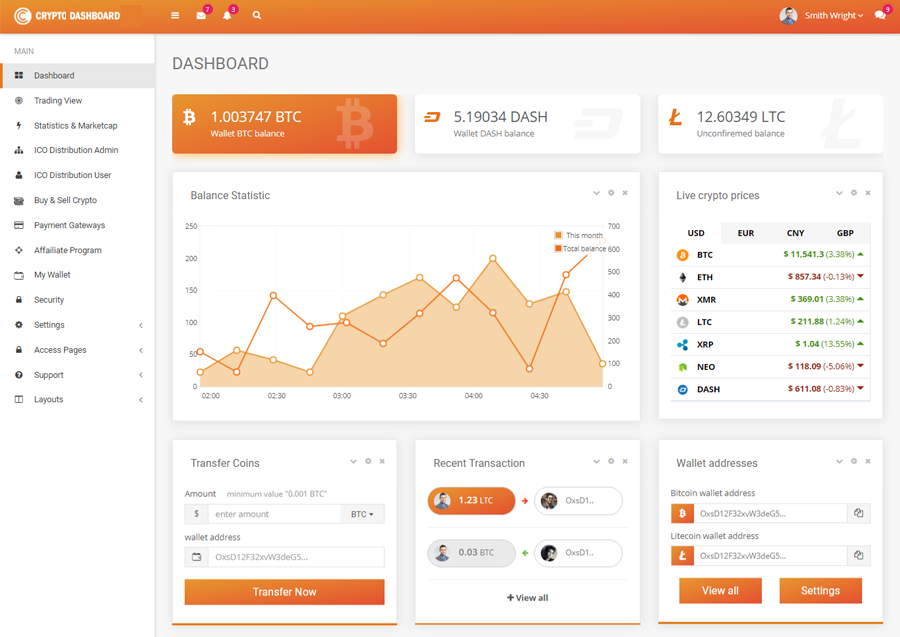 CRYPTO DASHBOARD
7
3
Smith Wright
9
MAIN
Dashboard
Trading View
Statistics & Marketcap
ICO Distribution Admin
ICO Distribution User
Buy & Sell Crypto
Payment Gateways
Affailiate Program
My Wallet
Security
Settings
Access Pages
Support
Layouts
DASHBOARD
1.003747 BTC
Wallet BTC balance
5.19034 DASH
Wallet DASH balance
12.60349 LTC
Unconfiremed balance
Balance Statistic
This month
Total balance
250
200
150
100
50
0
700
600
500
400
300
200
100
0
02:00 02:30 03:00 03:30 04:00 04:30
Live crypto prices
USD EUR CNY GBP
BTC $ 11,541.3 (3.38%)
ETH $ 857.34 (-0.13%)
XMR $ 369.01 (3.38%)
LTC $ 211.88 (1.24%)
XRP $ 1.04 (13.55%)
NEO $ 118.09 (-5.06%)
DASH $ 611.08 (-0.83%)
Transfer Coins
Amount minimum value "0.001 BTC"
$ enter amount BTC
wallet address
OxsD12F32xvW3deG5...
Transfer Now
Recent Transaction
1.23 LTC OxsD1..
0.03 BTC OxsD1..
+ View all
Wallet addresses
Bitcoin wallet address
OxsD12F32xvW3deG5...
Litecoin wallet address
OxsD12F32xvW3deG5...
View all Settings